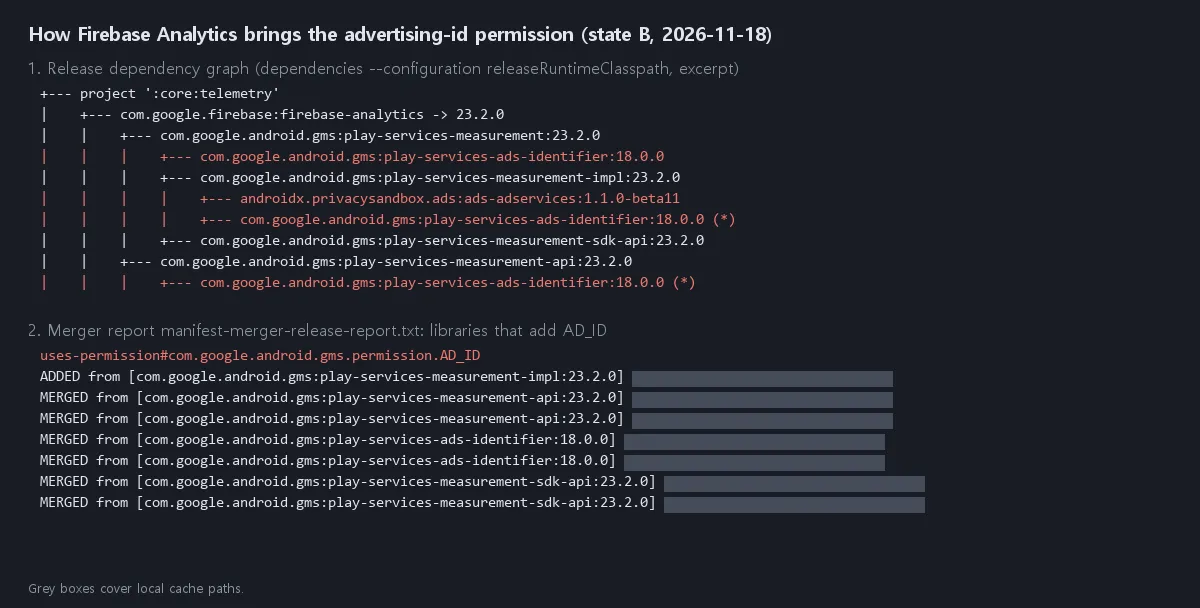 How Firebase Analytics brings the advertising-id permission (state B, 2026-11-18)
1. Release dependency graph (dependencies --configuration releaseRuntimeClasspath, excerpt)
+--- project ':core:telemetry'
|    +--- com.google.firebase:firebase-analytics -> 23.2.0
|    |    +--- com.google.android.gms:play-services-measurement:23.2.0
|    |    |    +--- com.google.android.gms:play-services-ads-identifier:18.0.0
|    |    |    +--- com.google.android.gms:play-services-measurement-impl:23.2.0
|    |    |    |    +--- androidx.privacysandbox.ads:ads-adservices:1.1.0-beta11
|    |    |    |    +--- com.google.android.gms:play-services-ads-identifier:18.0.0 (*)
|    |    |    +--- com.google.android.gms:play-services-measurement-sdk-api:23.2.0
|    |    +--- com.google.android.gms:play-services-measurement-api:23.2.0
|    |    |    +--- com.google.android.gms:play-services-ads-identifier:18.0.0 (*)
2. Merger report manifest-merger-release-report.txt: libraries that add AD_ID
uses-permission#com.google.android.gms.permission.AD_ID
ADDED from [com.google.android.gms:play-services-measurement-impl:23.2.0]
MERGED from [com.google.android.gms:play-services-measurement-api:23.2.0]
MERGED from [com.google.android.gms:play-services-measurement-api:23.2.0]
MERGED from [com.google.android.gms:play-services-ads-identifier:18.0.0]
MERGED from [com.google.android.gms:play-services-ads-identifier:18.0.0]
MERGED from [com.google.android.gms:play-services-measurement-sdk-api:23.2.0]
MERGED from [com.google.android.gms:play-services-measurement-sdk-api:23.2.0]
Grey boxes cover local cache paths.